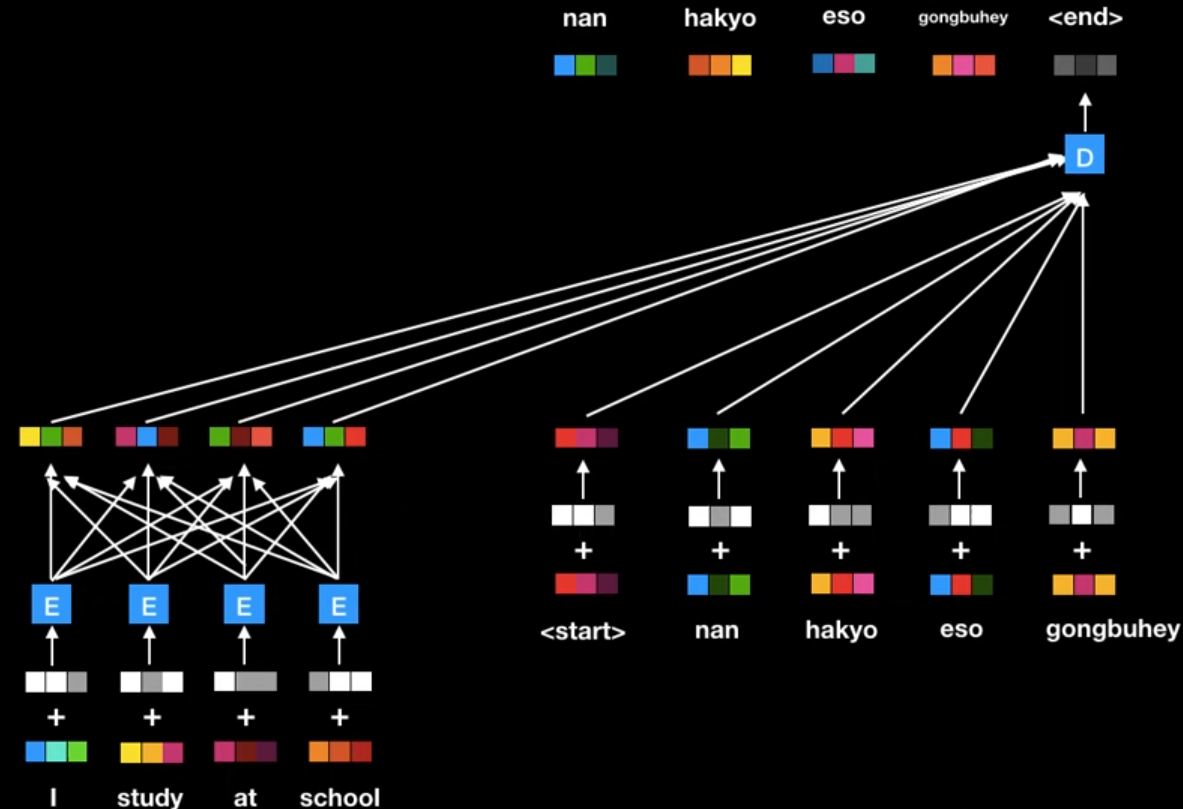 nan hakyo eso gongbuhey <end>
D
+ + + + +
E E E E
<start> nan hakyo eso gongbuhey
+ + + +
I study at school